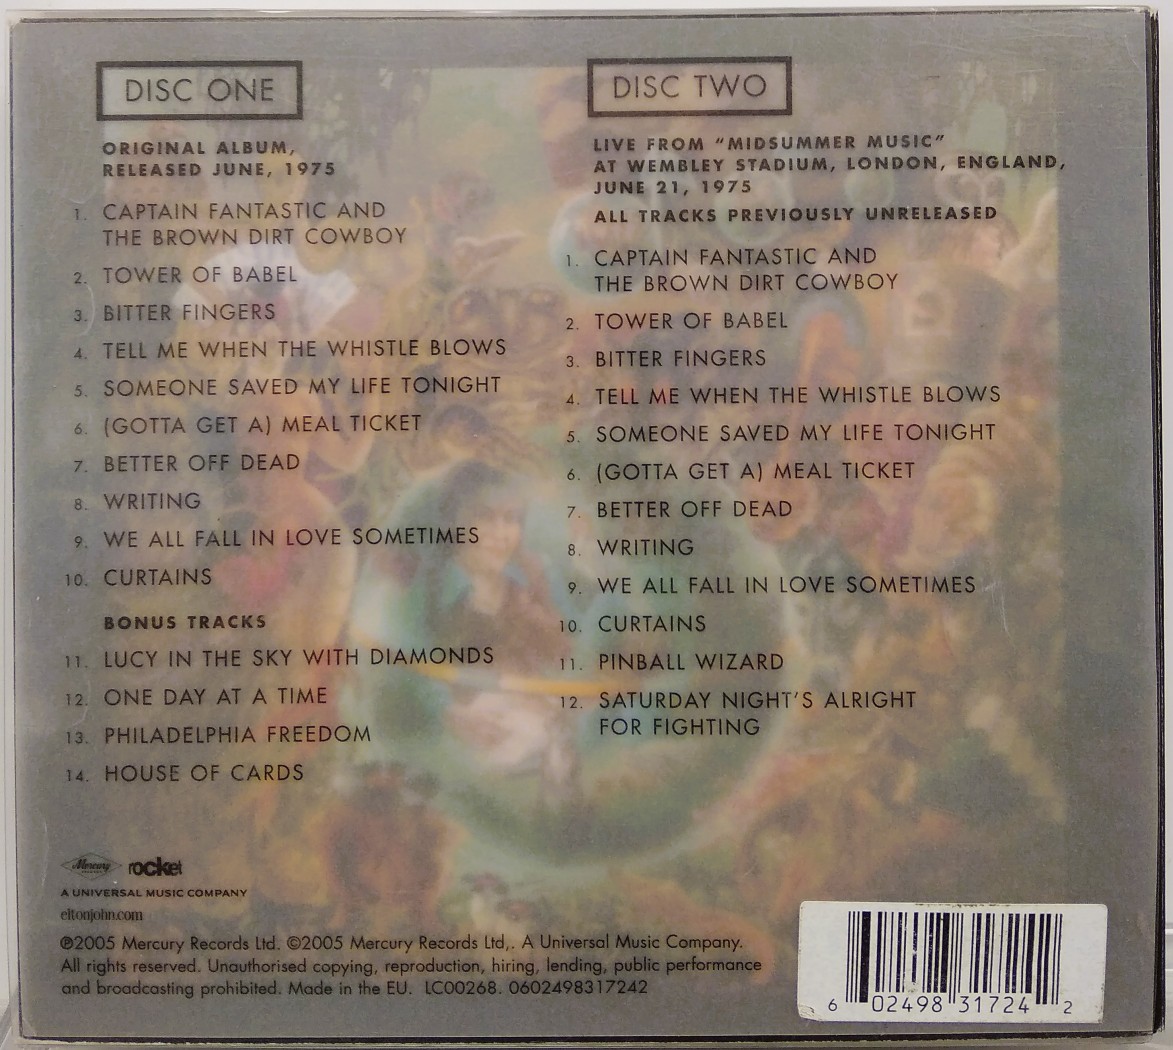 DISC ONE
ORIGINAL ALBUM,
RELEASED JUNE, 1975
1. CAPTAIN FANTASTIC AND
THE BROWN DIRT COWBOY
2. TOWER OF BABEL
3. BITTER FINGERS
4. TELL ME WHEN THE WHISTLE BLOWS
5. SOMEONE SAVED MY LIFE TONIGHT
6. (GOTTA GET A) MEAL TICKET
7. BETTER OFF DEAD
8. WRITING
9. WE ALL FALL IN LOVE SOMETIMES
10. CURTAINS
BONUS TRACKS
11. LUCY IN THE SKY WITH DIAMONDS
12. ONE DAY AT A TIME
13. PHILADELPHIA FREEDOM
14. HOUSE OF CARDS
DISC TWO
LIVE FROM "MIDSUMMER MUSIC"
AT WEMBLEY STADIUM, LONDON, ENGLAND,
JUNE 21, 1975
ALL TRACKS PREVIOUSLY UNRELEASED
1. CAPTAIN FANTASTIC AND
THE BROWN DIRT COWBOY
2. TOWER OF BABEL
3. BITTER FINGERS
4. TELL ME WHEN THE WHISTLE BLOWS
5. SOMEONE SAVED MY LIFE TONIGHT
6. (GOTTA GET A) MEAL TICKET
7. BETTER OFF DEAD
8. WRITING
9. WE ALL FALL IN LOVE SOMETIMES
10. CURTAINS
11. PINBALL WIZARD
12. SATURDAY NIGHT'S ALRIGHT
FOR FIGHTING
Mercury rocket
A UNIVERSAL MUSIC COMPANY
eltonjohn.com
℗2005 Mercury Records Ltd. ©2005 Mercury Records Ltd,. A Universal Music Company.
All rights reserved. Unauthorised copying, reproduction, hiring, lending, public performance
and broadcasting prohibited. Made in the EU. LC00268. 0602498317242
6 02498 31724 2